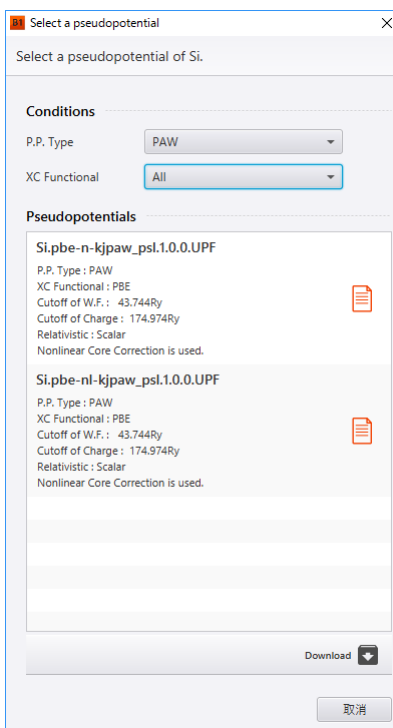 B1 Select a pseudopotential
Select a pseudopotential of Si.
Conditions
P.P. Type PAW
XC Functional All
Pseudopotentials
Si.pbe-n-kjpaw_psl.1.0.0.UPF
P.P. Type : PAW
XC Functional : PBE
Cutoff of W.F. : 43.744Ry
Cutoff of Charge : 174.974Ry
Relativistic : Scalar
Nonlinear Core Correction is used.
Si.pbe-nl-kjpaw_psl.1.0.0.UPF
P.P. Type : PAW
XC Functional : PBE
Cutoff of W.F. : 43.744Ry
Cutoff of Charge : 174.974Ry
Relativistic : Scalar
Nonlinear Core Correction is used.
Download
取消